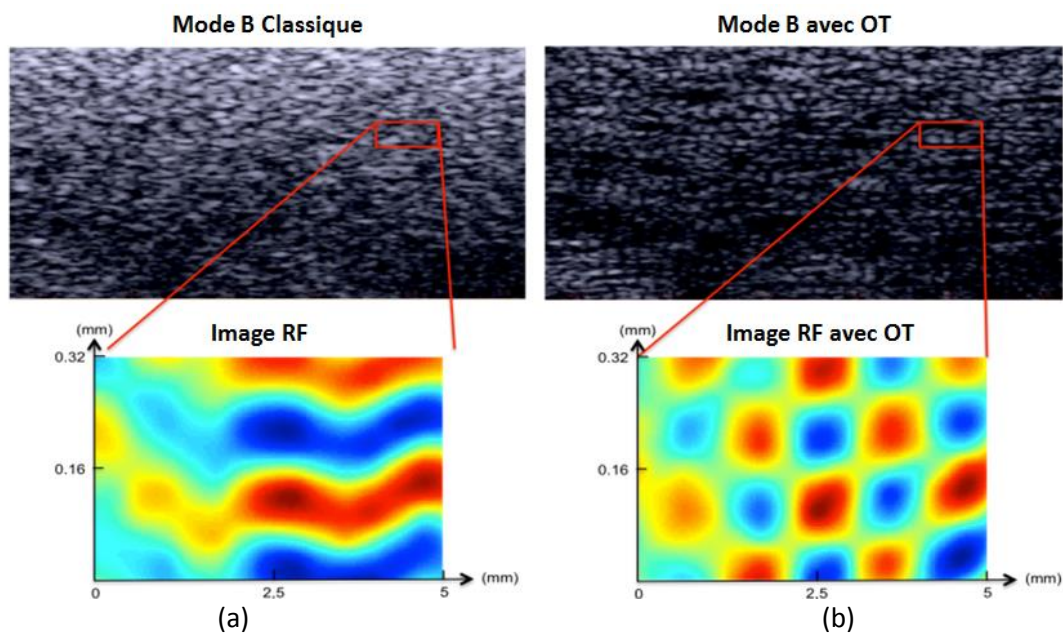 Mode B Classique
Mode B avec OT
Image RF
(mm)
0.32
0.16
0
2.5
5
(mm)
(a)
Image RF avec OT
(mm)
0.32
0.16
0
2.5
5
(mm)
(b)